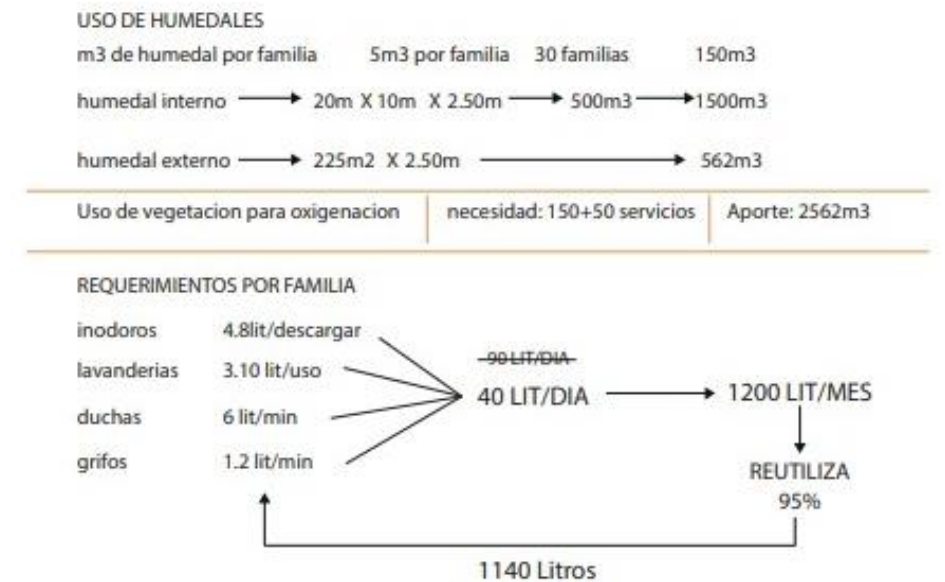 USO DE HUMEDALES
m3 de humedal por familia 5m3 por familia 30 familias 150m3
humedal interno 20m X 10m X 2.50m 500m3 1500m3
humedal externo 225m2 X 2.50m 562m3
Uso de vegetacion para oxigenacion necesidad: 150+50 servicios Aporte: 2562m3
REQUERIMIENTOS POR FAMILIA
inodoros 4.8lit/descargar
lavanderias 3.10 lit/uso
duchas 6 lit/min
grifos 1.2 lit/min
90 LIT/DIA
40 LIT/DIA
1200 LIT/MES
REUTILIZA
95%
1140 Litros